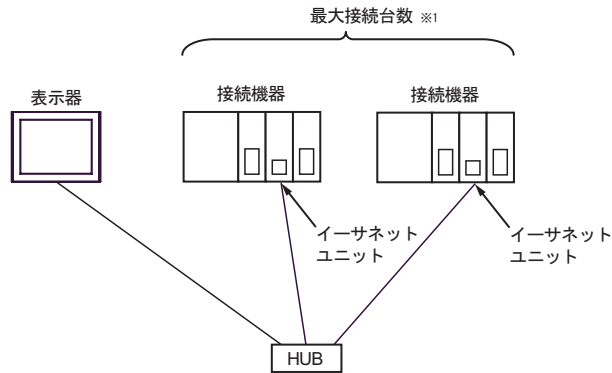 最大接続台数 ※1
表示器
接続機器
接続機器
イーサネット
ユニット
イーサネット
ユニット
HUB